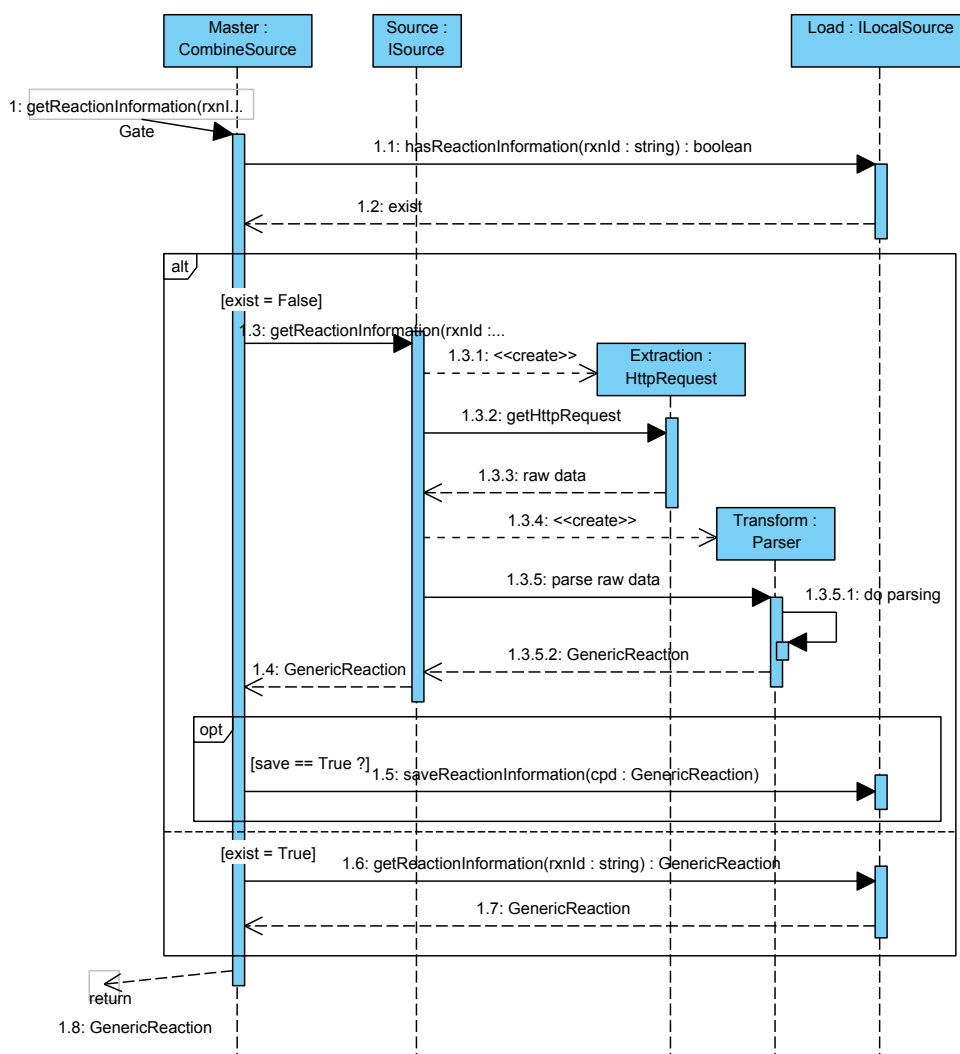 Master :
CombineSource
Source :
ISource
Load : ILocalSource
1: getReactionInformation(rxnI...
Gate
1.1: hasReactionInformation(rxnId : string) : boolean
1.2: exist
alt
[exist = False]
1.3: getReactionInformation(rxnId :...
1.3.1: <<create>>
Extraction :
HttpRequest
1.3.2: getHttpRequest
1.3.3: raw data
1.3.4: <<create>>
Transform :
Parser
1.3.5: parse raw data
1.3.5.1: do parsing
1.3.5.2: GenericReaction
1.4: GenericReaction
opt
[save == True ?]
1.5: saveReactionInformation(cpd : GenericReaction)
[exist = True]
1.6: getReactionInformation(rxnId : string) : GenericReaction
1.7: GenericReaction
return
1.8: GenericReaction